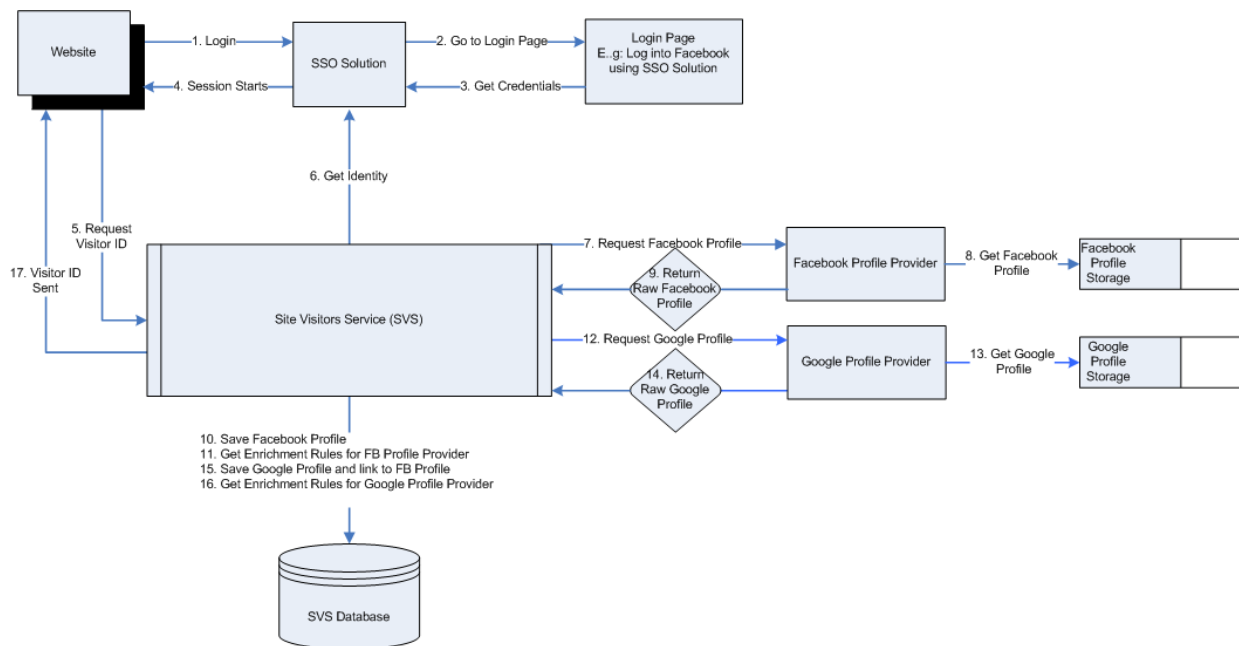 Website
1. Login
SSO Solution
2. Go to Login Page
Login Page
E..g: Log into Facebook
using SSO Solution
4. Session Starts
3. Get Credentials
6. Get Identity
5. Request
Visitor ID
17. Visitor ID
Sent
Site Visitors Service (SVS)
7. Request Facebook Profile
Facebook Profile Provider
8. Get Facebook
Profile
Facebook
Profile
Storage
9. Return
Raw Facebook
Profile
12. Request Google Profile
Google Profile Provider
13. Get Google
Profile
Google
Profile
Storage
14. Return
Raw Google
Profile
10. Save Facebook Profile
11. Get Enrichment Rules for FB Profile Provider
15. Save Google Profile and link to FB Profile
16. Get Enrichment Rules for Google Profile Provider
SVS Database